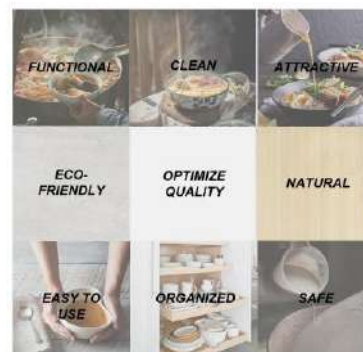 FUNCTIONAL
CLEAN
ATTRACTIVE
ECO-
FRIENDLY
OPTIMIZE
QUALITY
NATURAL
EASY TO
USE
ORGANIZED
SAFE